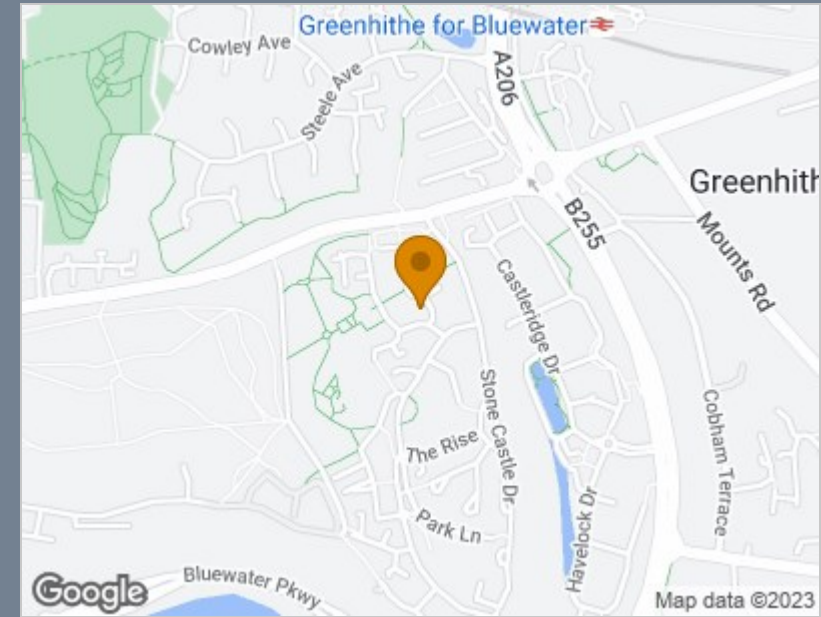 Greenhithe for Bluewater
Cowley Ave
Steele Ave
A206
Greenhith
B255
Mounts Rd
Castleridge Dr
Stone Castle Dr
Cobham Terrace
The Rise
Park Ln
Havelock Dr
Bluewater Pkwy
Google
Map data ©2023